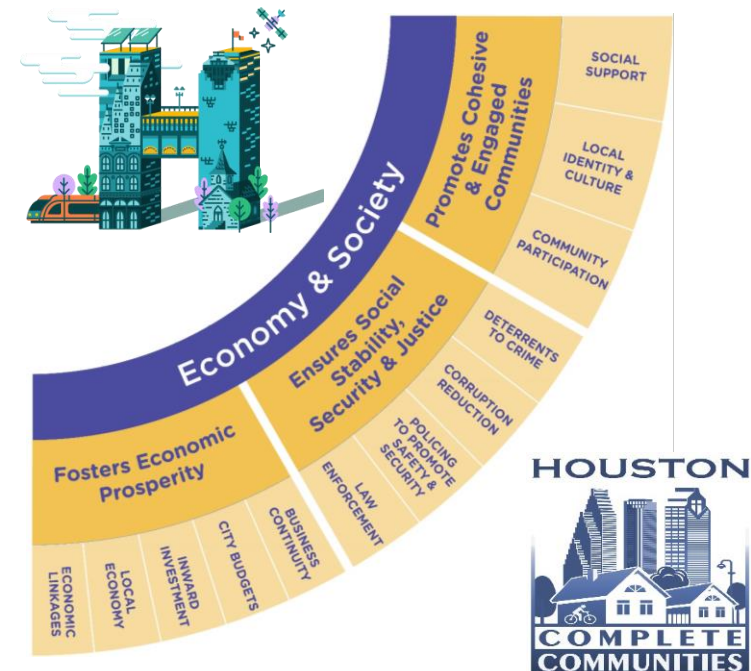 Economy & Society
Promotes Cohesive
& Engaged
Communities
SOCIAL
SUPPORT
LOCAL
IDENTITY &
CULTURE
COMMUNITY
PARTICIPATION
Ensures Social
Stability,
Security & Justice
DETERRENTS
TO CRIME
CORRUPTION
REDUCTION
POLICING
TO PROMOTE
SAFETY &
SECURITY
LAW
ENFORCEMENT
Fosters Economic
Prosperity
BUSINESS
CONTINUITY
CITY BUDGETS
INWARD
INVESTMENT
LOCAL
ECONOMY
ECONOMIC
LINKAGES
HOUSTON
COMPLETE
COMMUNITIES